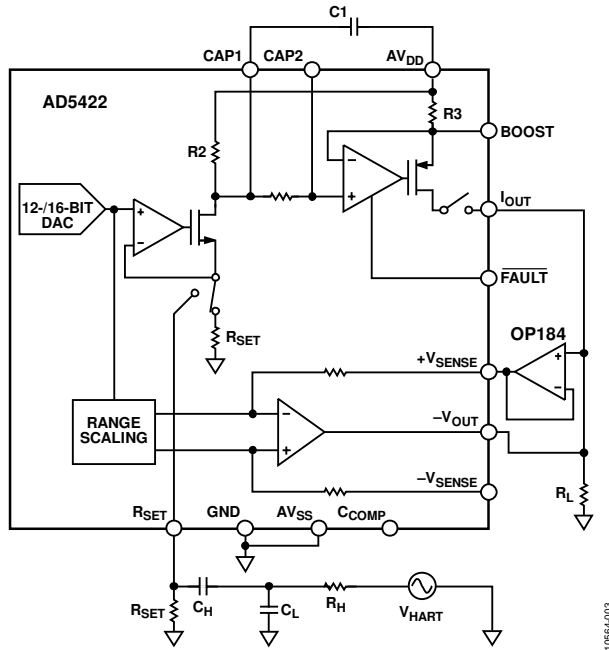 C1
CAP1 CAP2 AVDD
AD5422
R2
R3
BOOST
12-/16-BIT
DAC
+
−
−
+
IOUT
FAULT
RSET
OP184
+VSENSE
+
−
RANGE
SCALING
−
+
−VOUT
−VSENSE
RL
RSET GND AVSS CCOMP
RSET
CH
CL
RH
VHART
10564-003